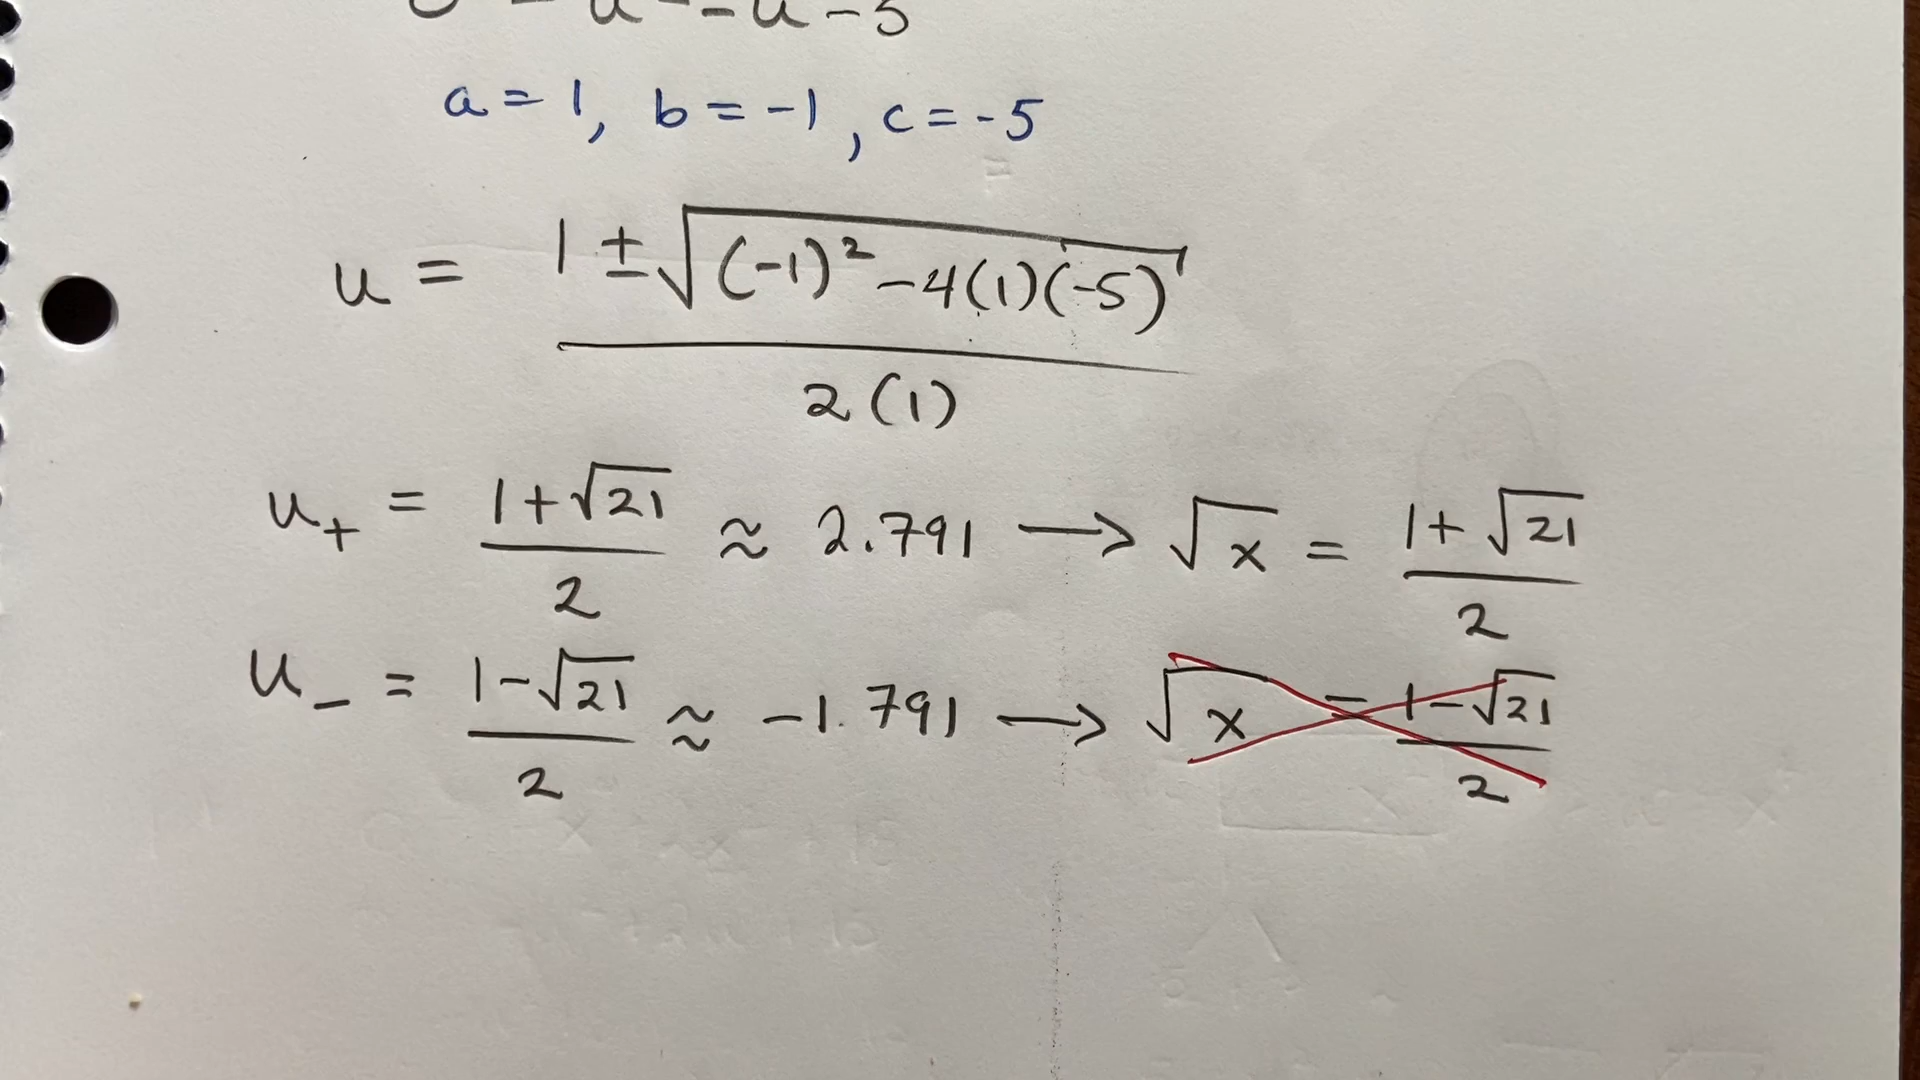 a = 1, b = -1, c = -5
u = (1 ± √((-1)² - 4(1)(-5))) / 2(1)
u₊ = (1 + √21) / 2 ≈ 2.791 → √x = (1 + √21) / 2
u₋ = (1 - √21) / 2 ≈ -1.791 → √x = (1 - √21) / 2